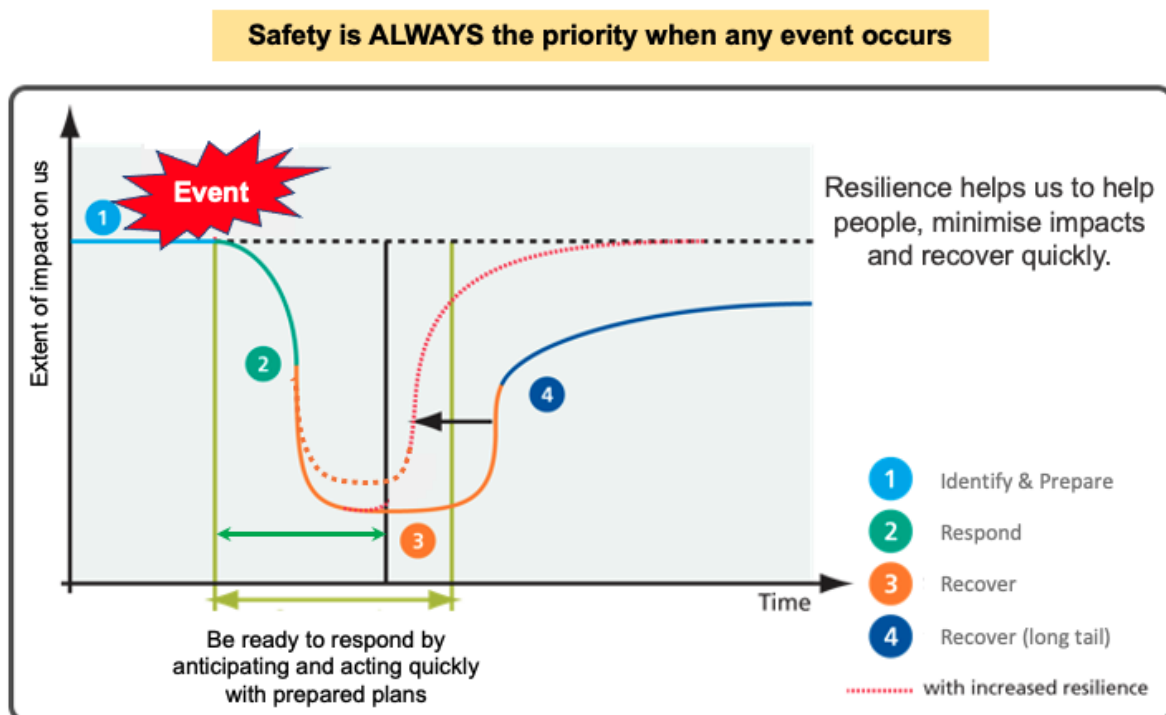 Safety is ALWAYS the priority when any event occurs
Extent of impact on us
Event
1
Resilience helps us to help
people, minimise impacts
and recover quickly.
2
4
3
Time
Be ready to respond by
anticipating and acting quickly
with prepared plans
1 Identify & Prepare
2 Respond
3 Recover
4 Recover (long tail)
with increased resilience